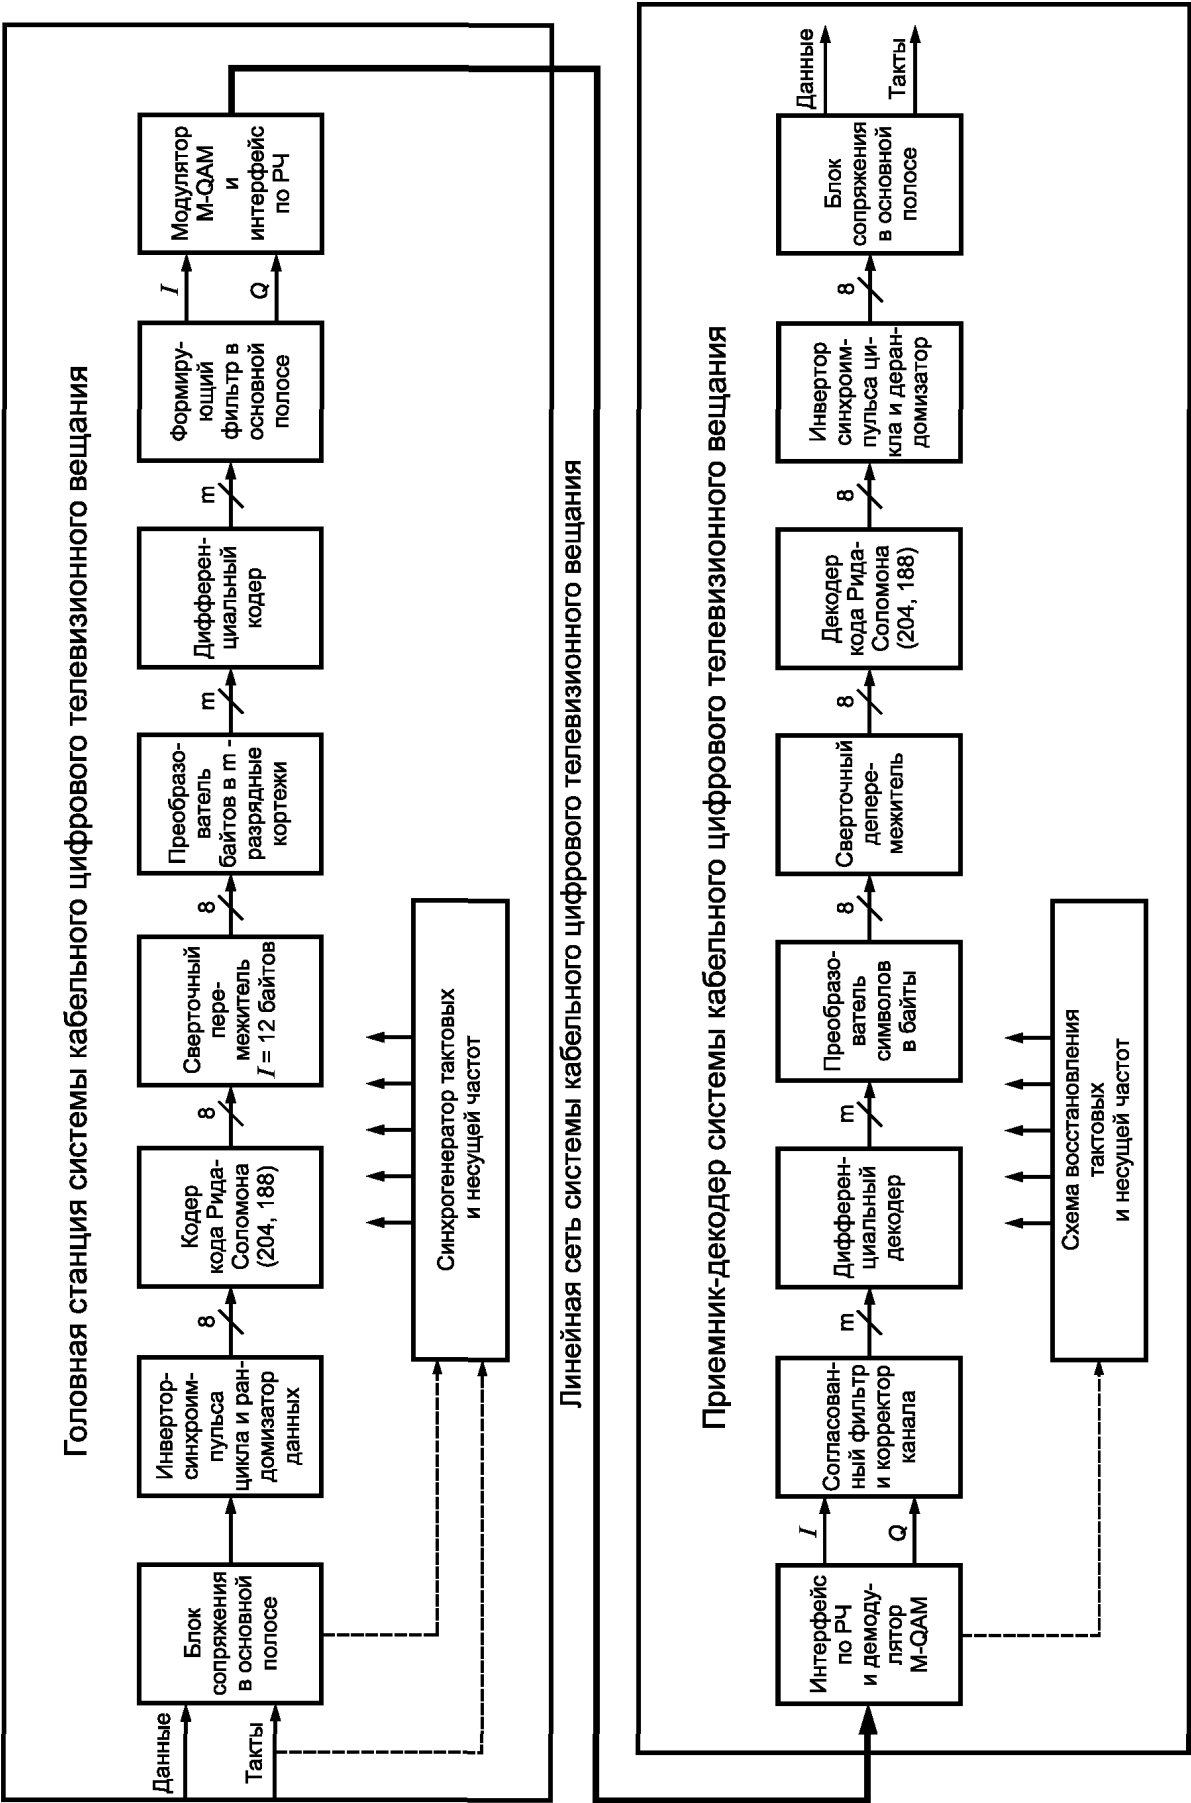 Головная станция системы кабельного цифрового телевизионного вещания
Данные
Такты
Блок
сопряжения
в основной
полосе
Инвертор-
синхроим-
пульса
цикла и ран-
домизатор
данных
8
Кодер
кода Рида-
Соломона
(204, 188)
8
Сверточный
пере-
межитель
I = 12 байтов
8
Преобразо-
ватель
байтов в m -
разрядные
кортежи
m
Дифферен-
циальный
кодер
m
Формиру-
ющий
фильтр в
основной
полосе
I
Q
Модулятор
M-QAM
и
интерфейс
по РЧ
Синхрогенератор тактовых
и несущей частот
Линейная сеть системы кабельного цифрового телевизионного вещания
Приемник-декодер системы кабельного цифрового телевизионного вещания
Интерфейс
по РЧ
и демоду-
лятор
M-QAM
I
Q
Согласован-
ный фильтр
и корректор
канала
m
Дифферен-
циальный
декодер
m
Преобразо-
ватель
символов
в байты
8
Сверточный
депере-
межитель
8
Декодер
кода Рида-
Соломона
(204, 188)
8
Инвертор
синхроим-
пульса ци-
кла и деран-
домизатор
8
Блок
сопряжения
в основной
полосе
Данные
Такты
Схема восстановления
тактовых
и несущей частот